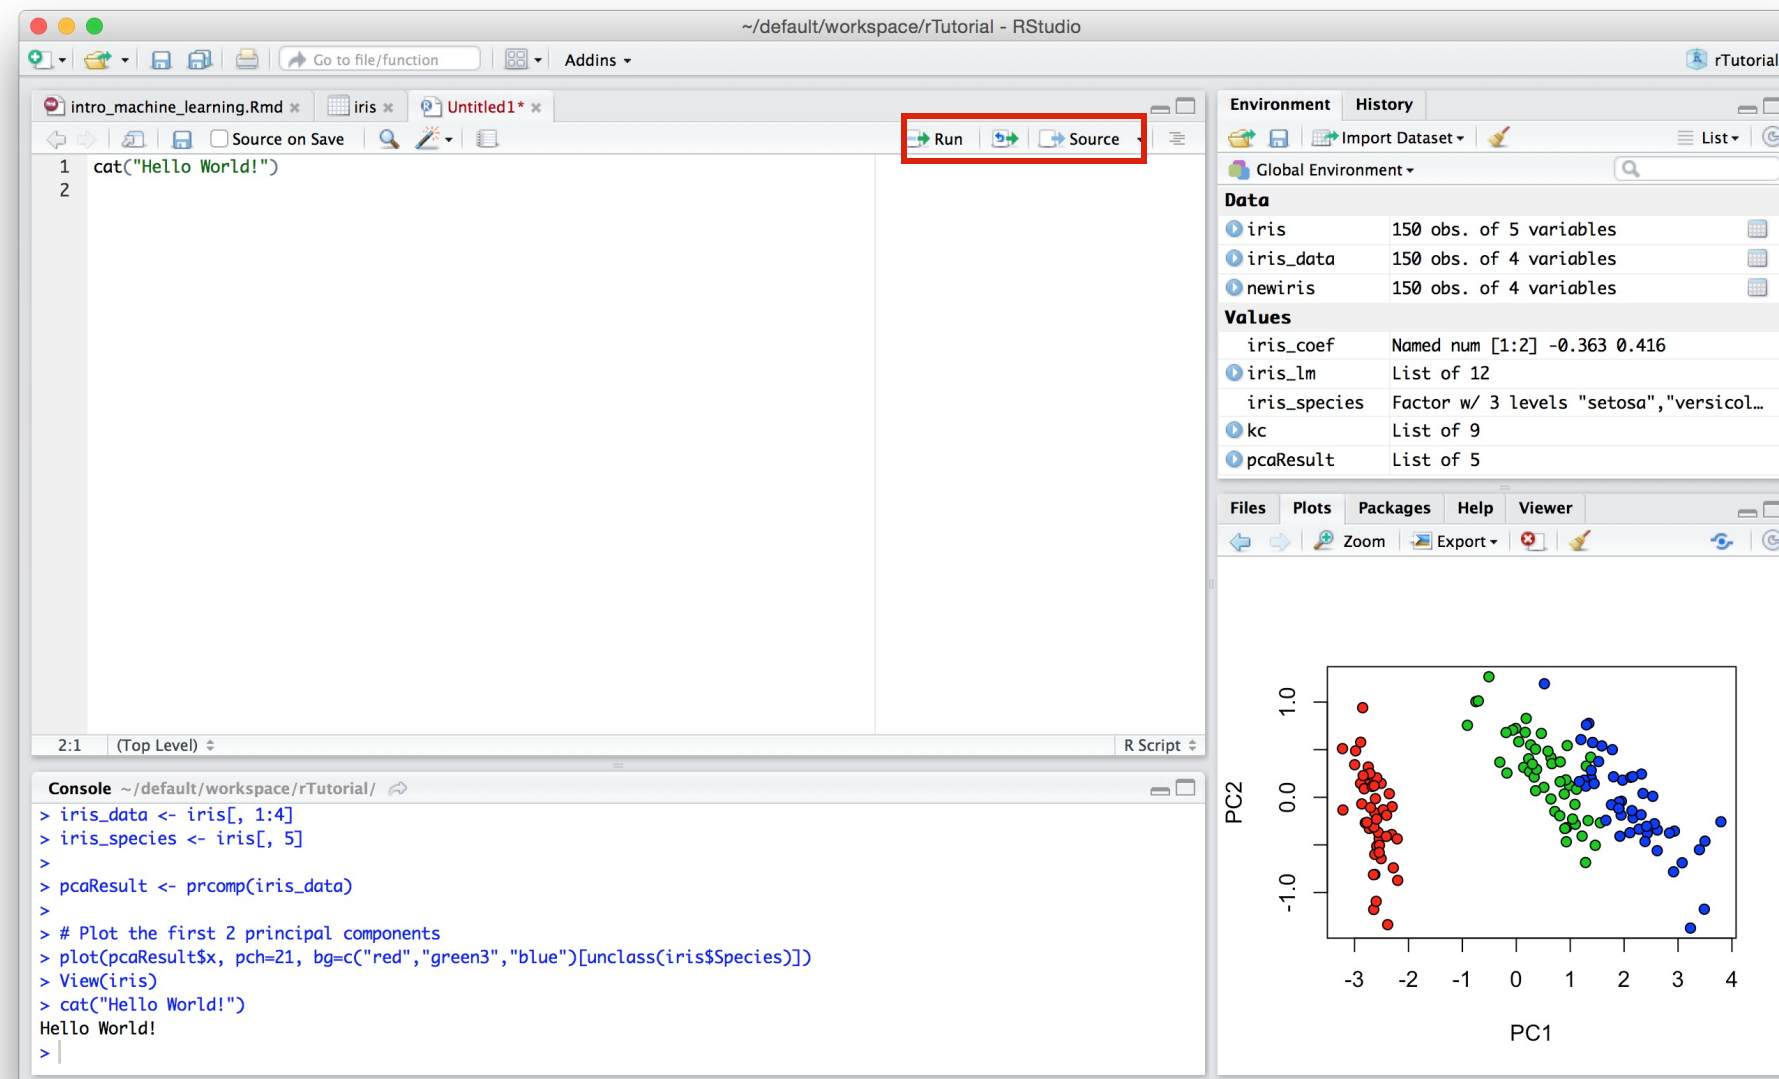 ~/default/workspace/rTutorial - RStudio
Go to file/function
Addins
rTutorial
intro_machine_learning.Rmd
iris
Untitled1*
Source on Save
Run
Source
1 cat("Hello World!")
2
2:1
(Top Level)
R Script
Console ~/default/workspace/rTutorial/
> iris_data <- iris[, 1:4]
> iris_species <- iris[, 5]
>
> pcaResult <- prcomp(iris_data)
>
> # Plot the first 2 principal components
> plot(pcaResult$x, pch=21, bg=c("red","green3","blue")[unclass(iris$Species)])
> View(iris)
> cat("Hello World!")
Hello World!
>
Environment
History
Import Dataset
List
Global Environment
Data
iris 150 obs. of 5 variables
iris_data 150 obs. of 4 variables
newiris 150 obs. of 4 variables
Values
iris_coef Named num [1:2] -0.363 0.416
iris_lm List of 12
iris_species Factor w/ 3 levels "setosa","versicol…
kc List of 9
pcaResult List of 5
Files
Plots
Packages
Help
Viewer
Zoom
Export
PC2
1.0
0.0
-1.0
-3 -2 -1 0 1 2 3 4
PC1